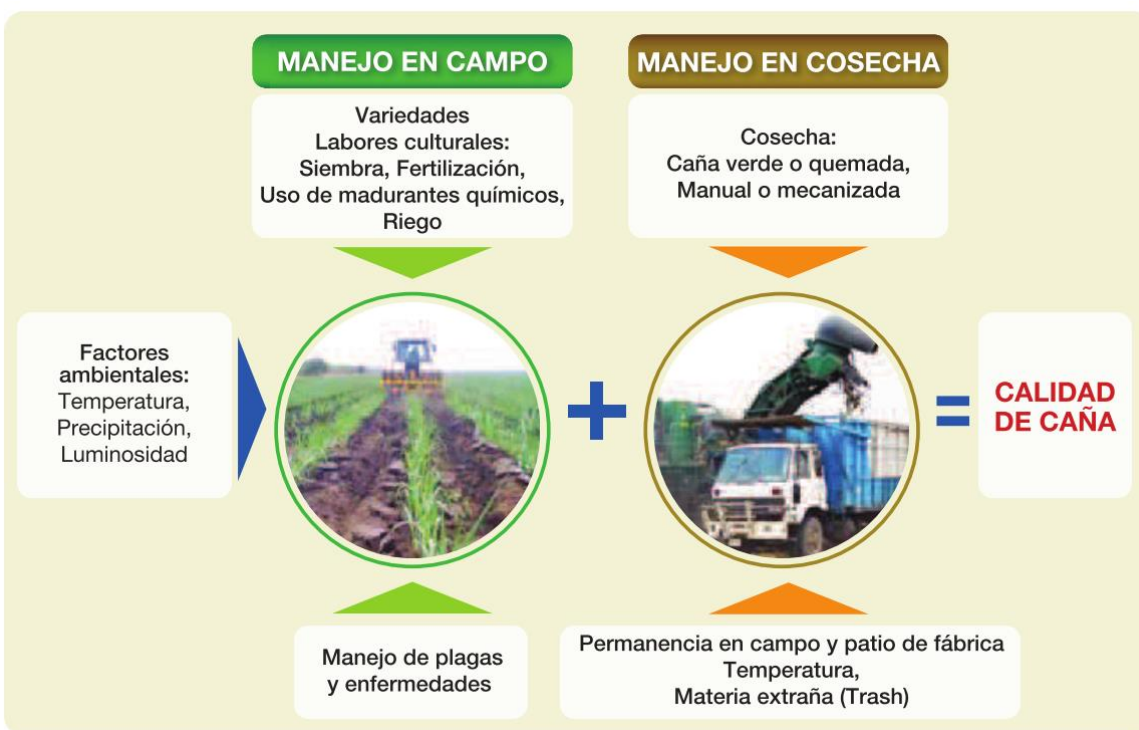 MANEJO EN CAMPO
Variedades
Labores culturales:
Siembra, Fertilización,
Uso de madurantes químicos,
Riego
MANEJO EN COSECHA
Cosecha:
Caña verde o quemada,
Manual o mecanizada
Factores
ambientales:
Temperatura,
Precipitación,
Luminosidad
+
=
CALIDAD
DE CAÑA
Manejo de plagas
y enfermedades
Permanencia en campo y patio de fábrica
Temperatura,
Materia extraña (Trash)